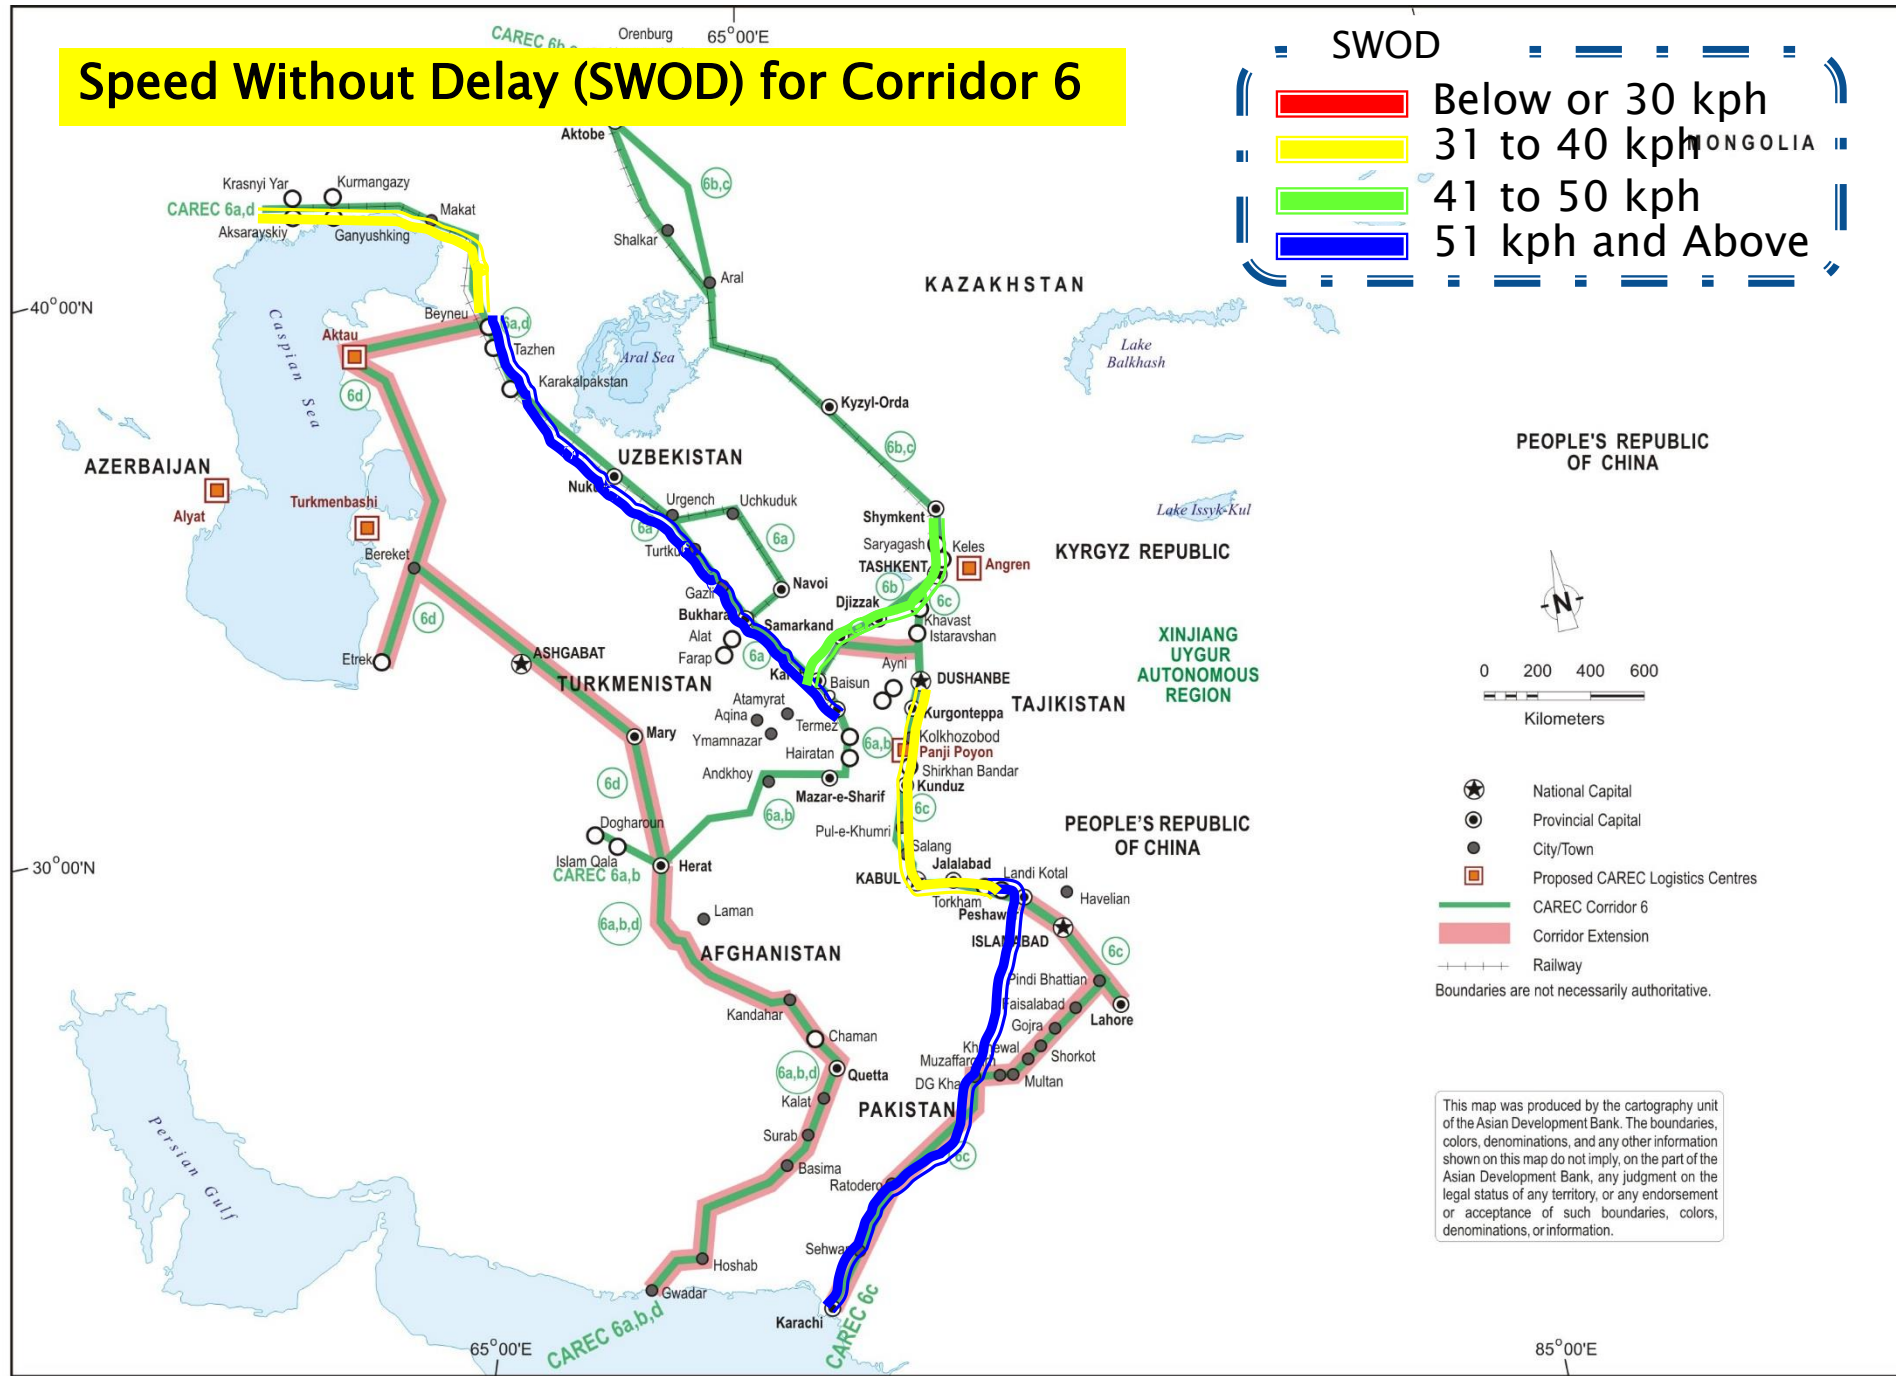 CAREC 6b,c
Orenburg
65°00'E
Speed Without Delay (SWOD) for Corridor 6
SWOD
Below or 30 kph
31 to 40 kph
MONGOLIA
41 to 50 kph
51 kph and Above
Aktobe
6b,c
Krasnyi Yar
Kurmangazy
CAREC 6a,d
Makat
Aksarayskiy
Ganyushking
Shalkar
Aral
KAZAKHSTAN
40°00'N
Beyneu
6a,d
Aktau
Tazhen
Caspian Sea
Aral Sea
Lake
Balkhash
Karakalpakstan
6d
Kyzyl-Orda
6b,c
PEOPLE'S REPUBLIC
OF CHINA
AZERBAIJAN
UZBEKISTAN
Alyat
Turkmenbashi
Urgench
Uchkuduk
Shymkent
Lake Issyk-Kul
6a
6a
Bereket
Saryagash
Keles
KYRGYZ REPUBLIC
TASHKENT
Angren
Navoi
6b
6c
Djizzak
6d
Bukhara
Samarkand
Khavast
Istaravshan
Alat
Farap
6a
Etrek
ASHGABAT
Ayni
XINJIANG
UYGUR
AUTONOMOUS
REGION
N
TURKMENISTAN
Baisun
DUSHANBE
0 200 400 600
Kilometers
Atamyrat
Aqina
Termez
TAJIKISTAN
Kurgonteppa
Ymamnazar
Mary
Hairatan
6a,b
Kolkhozobod
Panji Poyon
Shirkhan Bandar
6d
Andkhoy
Mazar-e-Sharif
Kunduz
National Capital
6a,b
6c
Provincial Capital
Dogharoun
Pul-e-Khumri
PEOPLE'S REPUBLIC
OF CHINA
City/Town
Islam Qala
Herat
Salang
30°00'N
CAREC 6a,b
KABUL
Jalalabad
Landi Kotal
Proposed CAREC Logistics Centres
Torkham
Havelian
CAREC Corridor 6
6a,b,d
Laman
Corridor Extension
AFGHANISTAN
6c
Railway
Pindi Bhattian
Boundaries are not necessarily authoritative.
Kandahar
Faisalabad
Lahore
Chaman
Gojra
Shorkot
6a,b,d
Quetta
Multan
Kalat
PAKISTAN
Surab
6c
Basima
Ratodero
Persian Gulf
Hoshab
Gwadar
CAREC 6a,b,d
Karachi
CAREC 6c
65°00'E
85°00'E
This map was produced by the cartography unit
of the Asian Development Bank. The boundaries,
colors, denominations, and any other information
shown on this map do not imply, on the part of the
Asian Development Bank, any judgment on the
legal status of any territory, or any endorsement
or acceptance of such boundaries, colors,
denominations, or information.